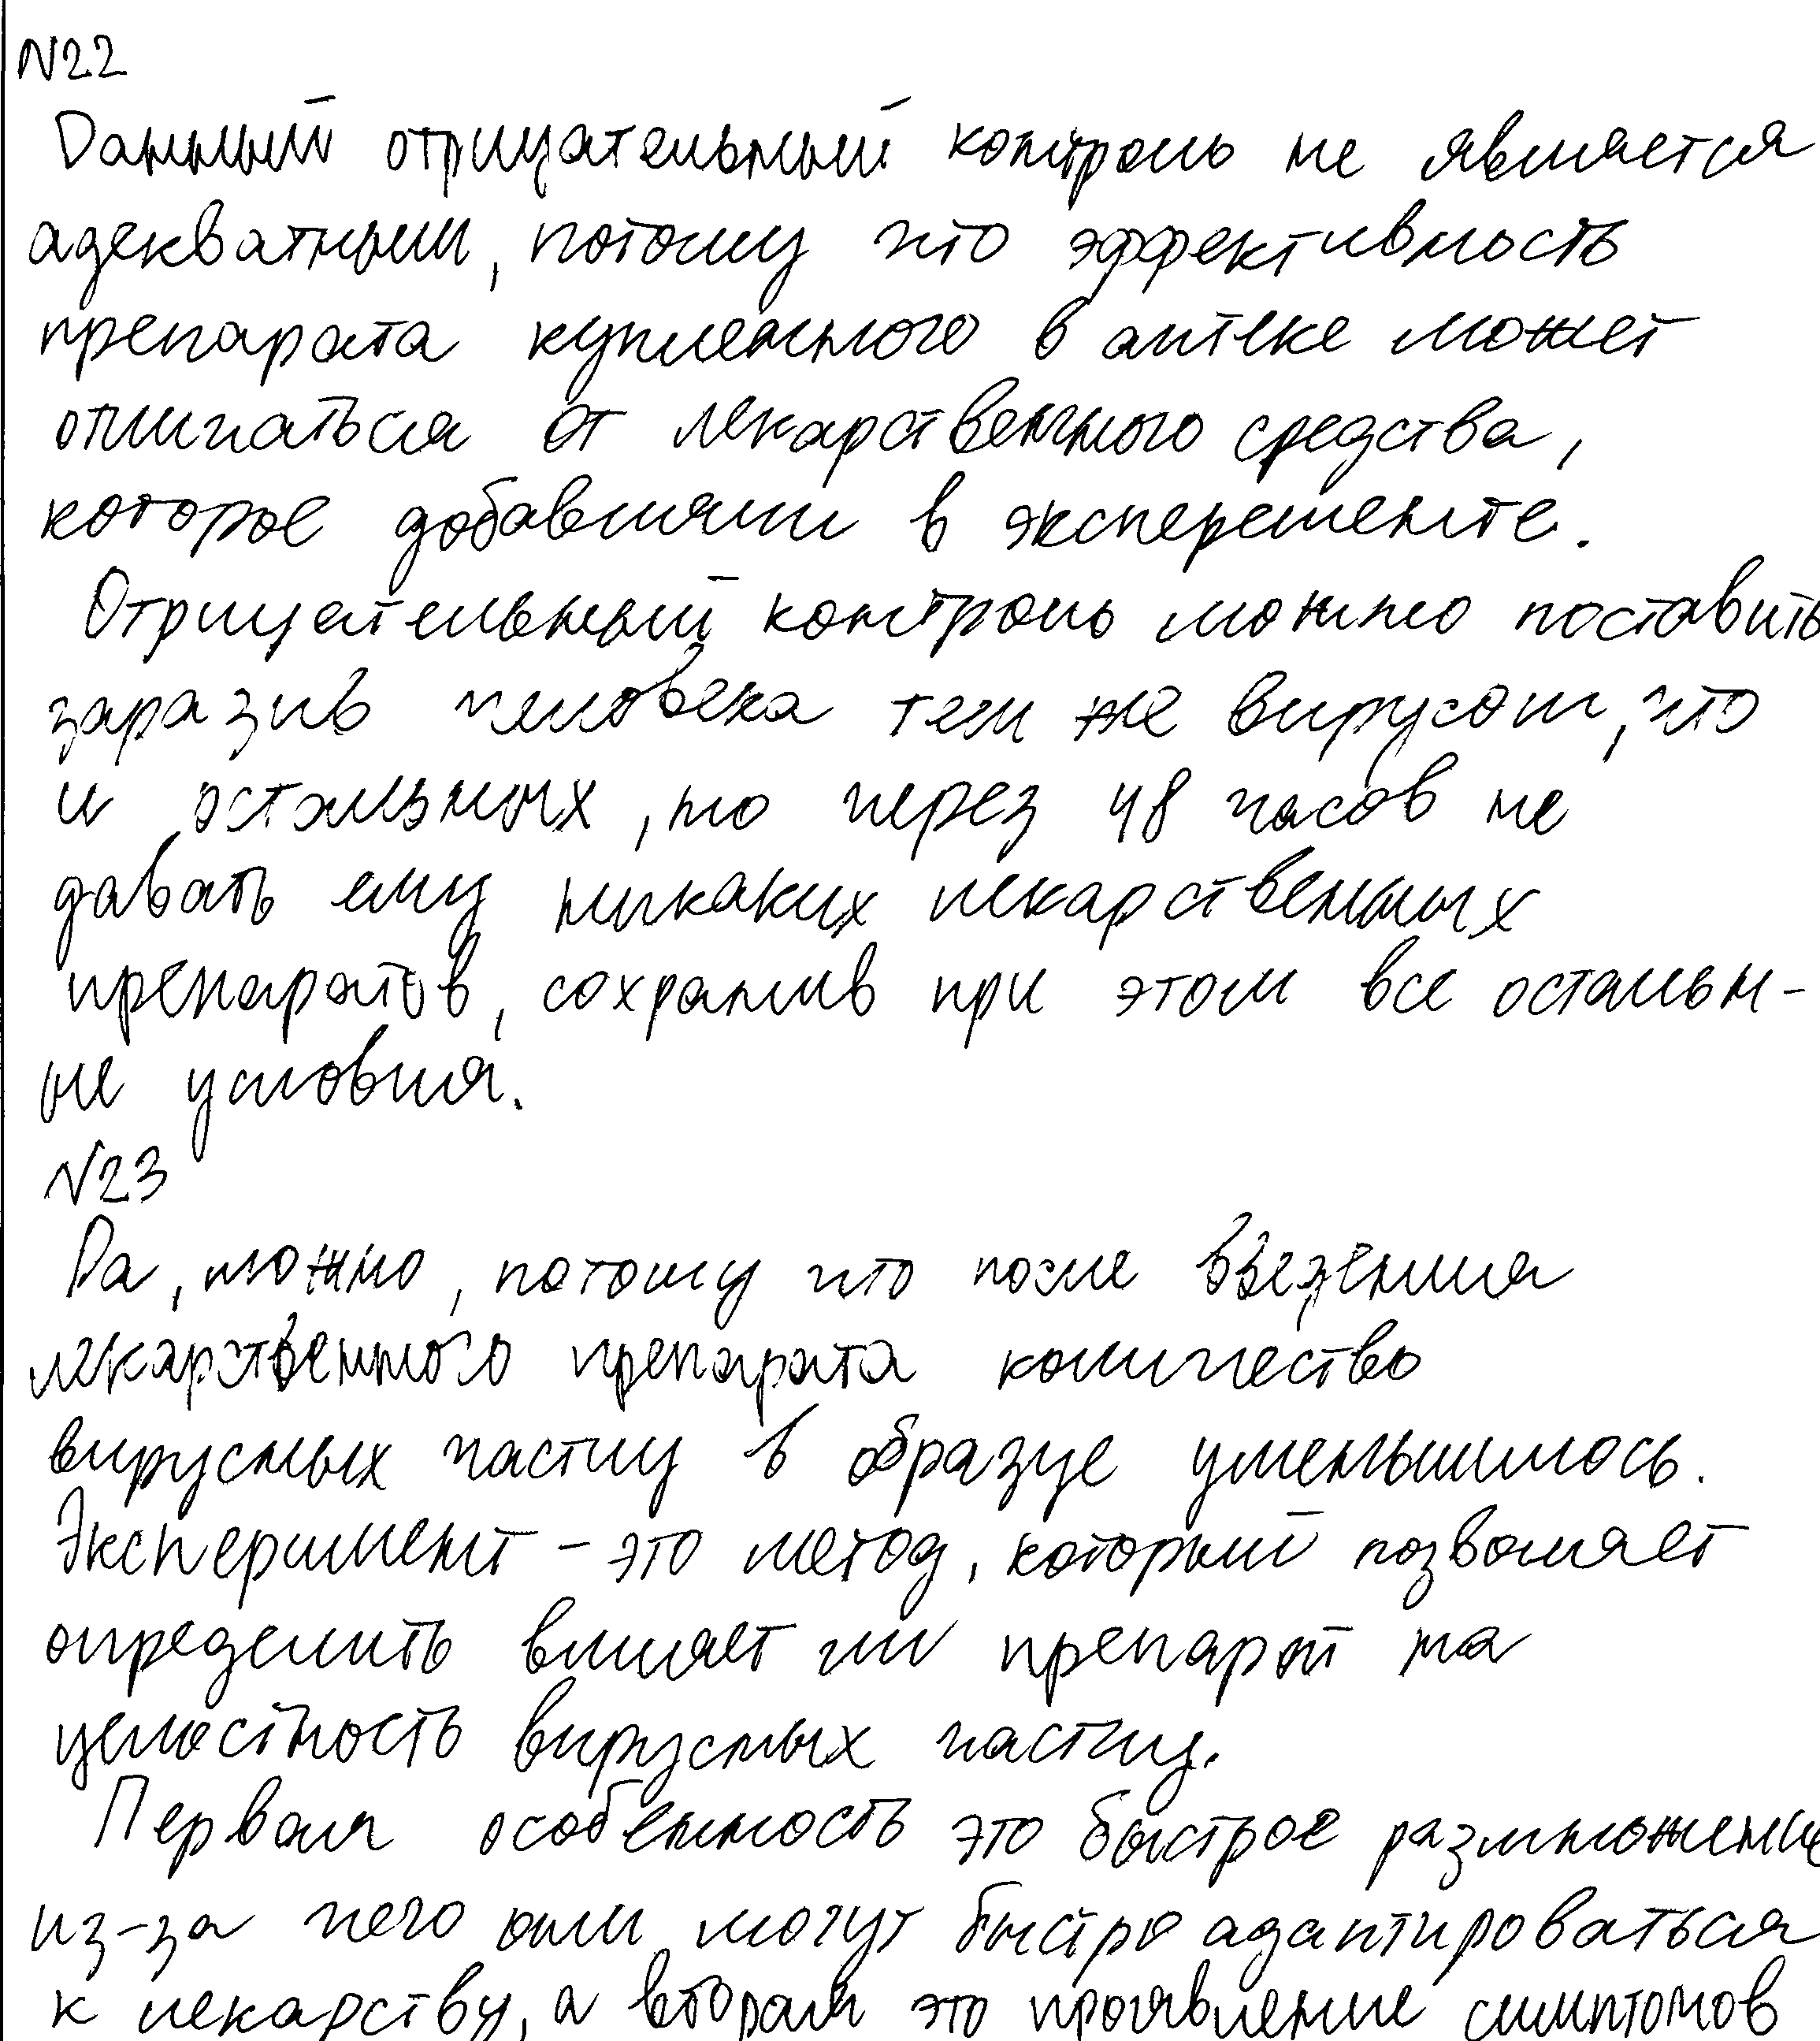 N22
Данный отрицательный контроль не является
адекватным, потому что эффективность
препарата купленного в аптеке может
отличаться от лекарственного средства,
которое добавляли в эксперементе.
Отрицательный контроль можно поставить
заразив человека тем же вирусом, что
и остальных, но через 48 часов не
давать ему никаких лекарственных
препаратов, сохранив при этом все остальн-
ые условия.
N23
Да, можно, потому что после введения
лекарственного препарата количество
вирусных частиц в образце уменьшилось.
Эксперимент - это метод, который позволяет
определить влияет ли препарат на
целостность вирусных частиц.
Первая особенность это быстрое размножение
из-за чего они могут быстро адаптироваться
к лекарству, а вторая это проявление симптомов